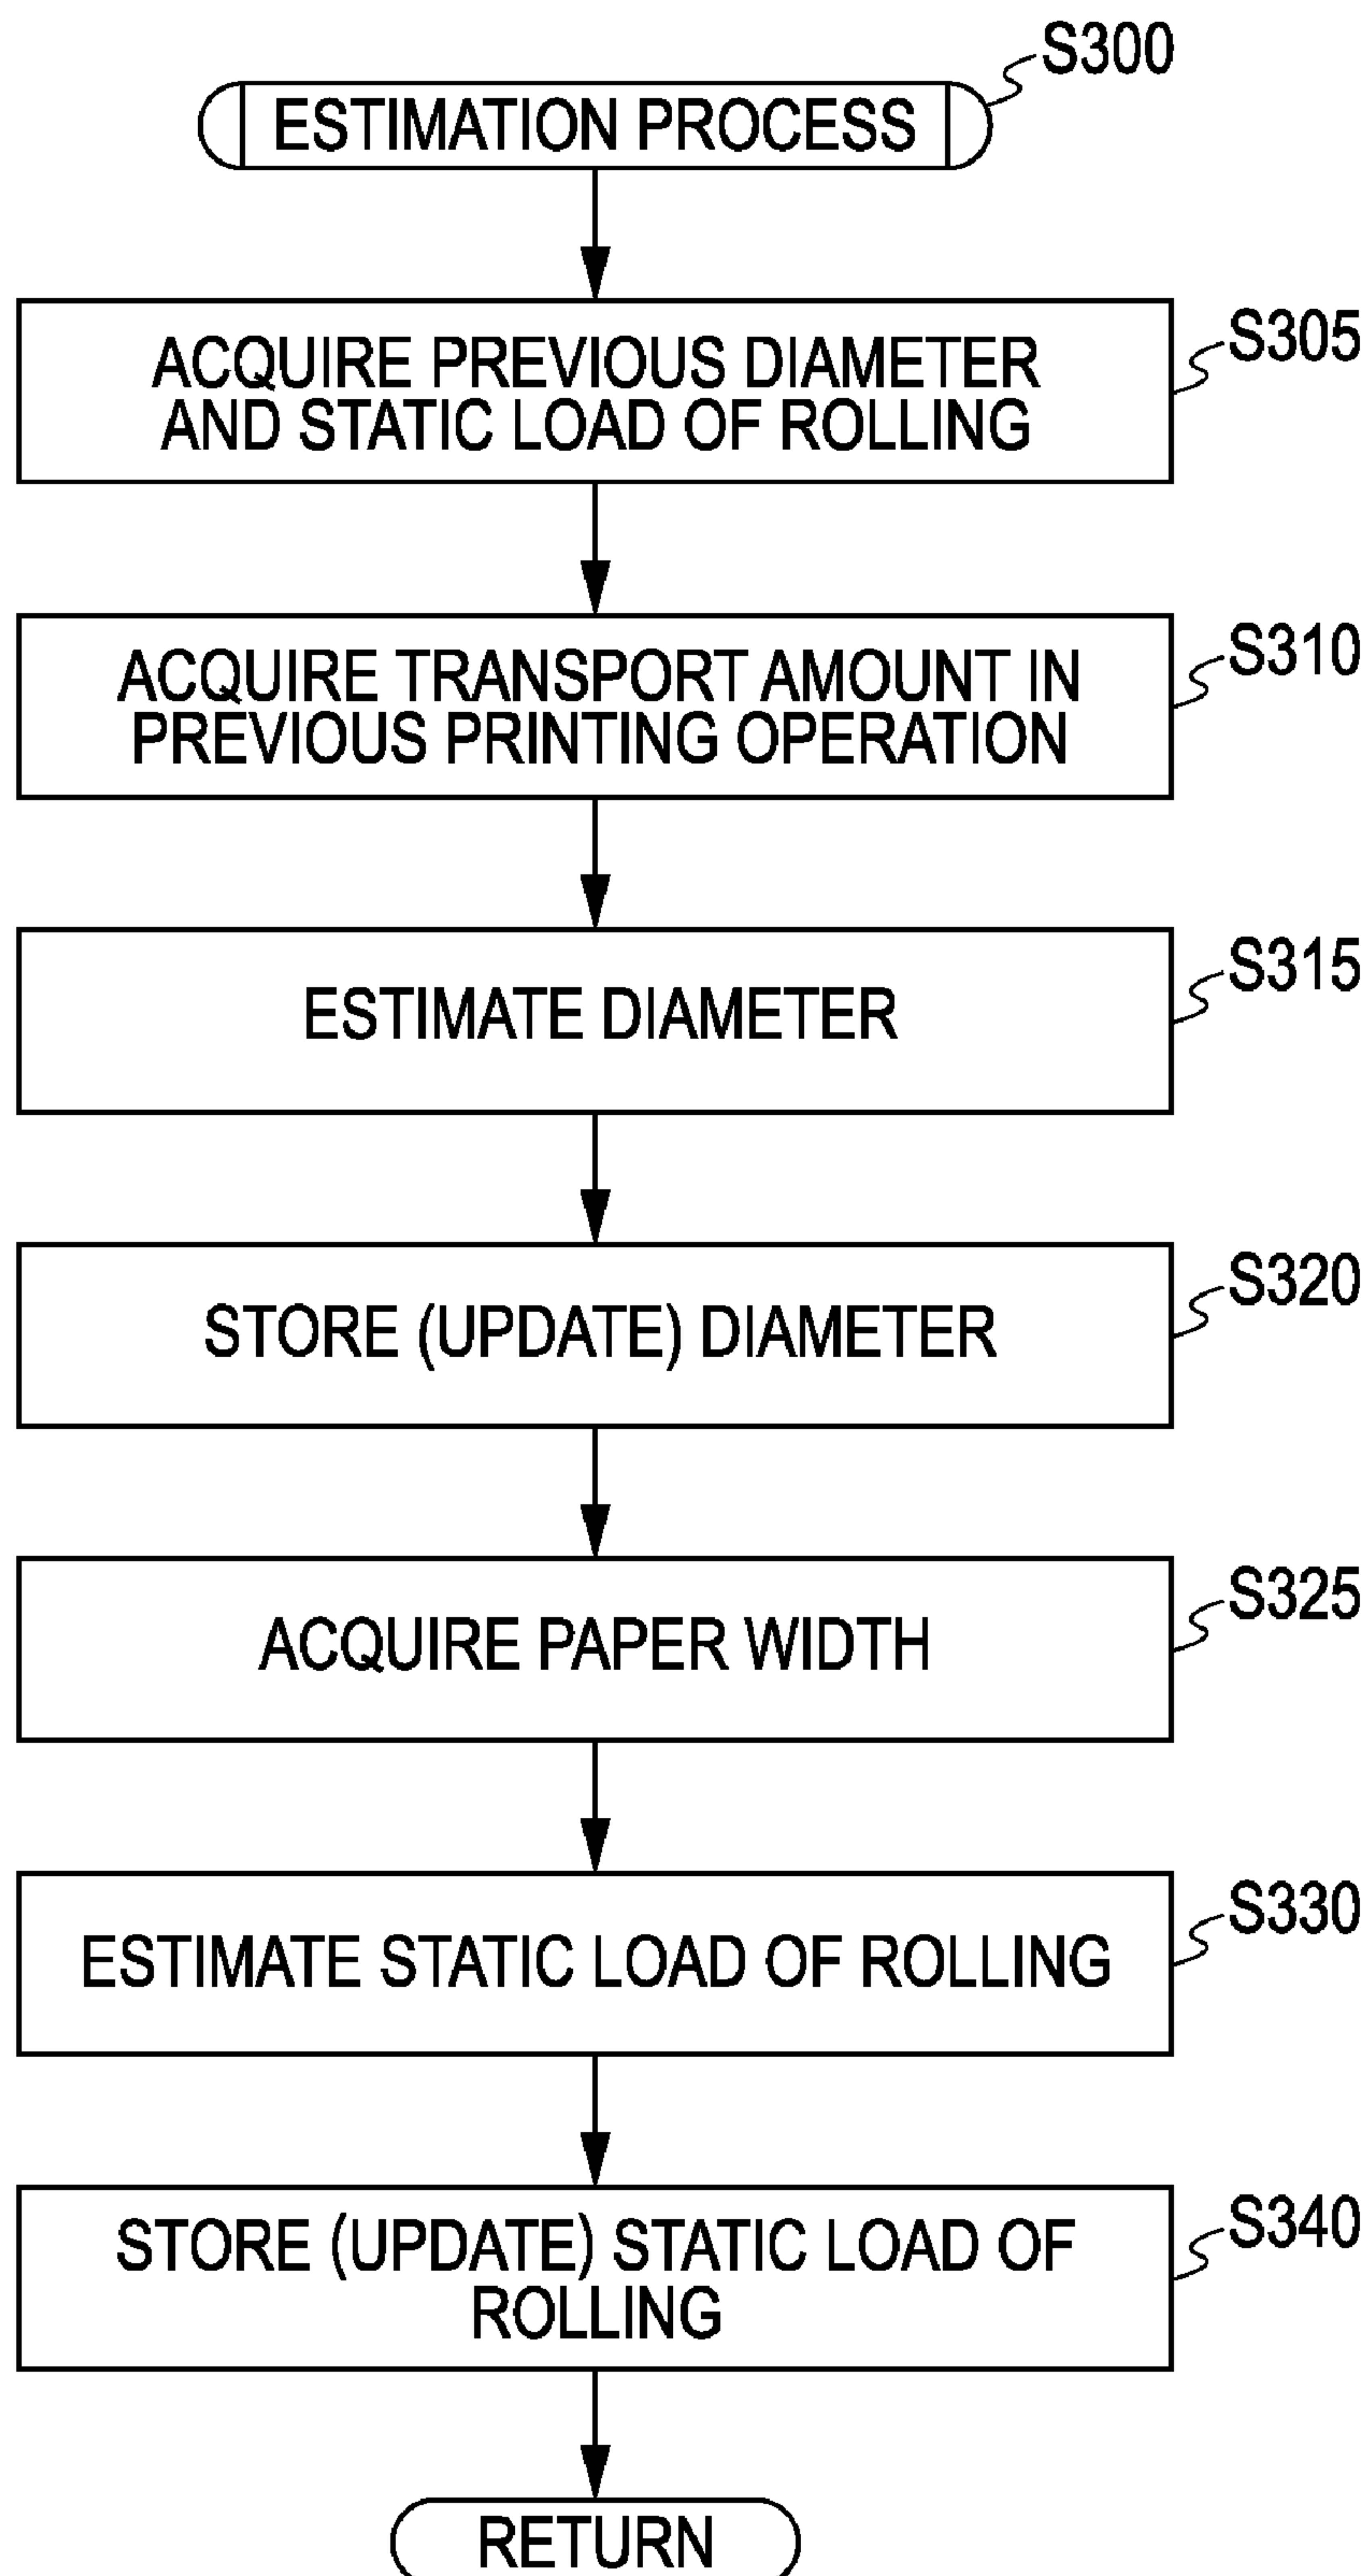 S300
ESTIMATION PROCESS
S305
ACQUIRE PREVIOUS DIAMETER
AND STATIC LOAD OF ROLLING
S310
ACQUIRE TRANSPORT AMOUNT IN
PREVIOUS PRINTING OPERATION
S315
ESTIMATE DIAMETER
S320
STORE (UPDATE) DIAMETER
S325
ACQUIRE PAPER WIDTH
S330
ESTIMATE STATIC LOAD OF ROLLING
S340
STORE (UPDATE) STATIC LOAD OF
ROLLING
RETURN